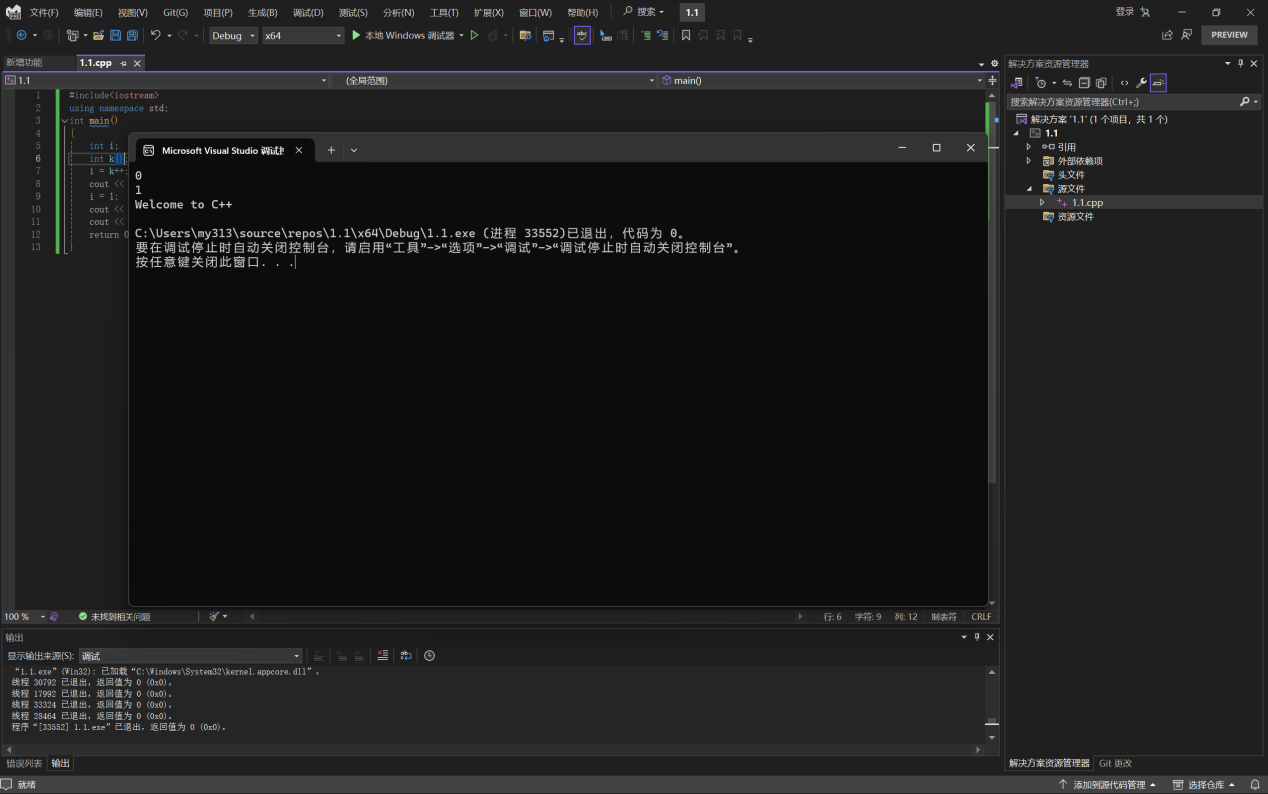 文件(F) 编辑(E) 视图(V) Git(G) 项目(P) 生成(B) 调试(D) 测试(S) 分析(N) 工具(T) 扩展(X) 窗口(W) 帮助(H) 搜索 1.1 登录
Debug x64 本地 Windows 调试器 PREVIEW
新增功能 1.1.cpp
1.1 (全局范围) main()
1 #include<iostream>
2 using namespace std;
3 int main()
4 {
5 int i;
6 int k{}
7 i = k++;
8 cout <<
9 i = 1;
10 cout <<
11 cout <<
12 return 0
13 }
Microsoft Visual Studio 调试
0
1
Welcome to C++
C:\Users\my313\source\repos\1.1\x64\Debug\1.1.exe (进程 33552)已退出，代码为 0。
要在调试停止时自动关闭控制台，请启用“工具”->“选项”->“调试”->“调试停止时自动关闭控制台”。
按任意键关闭此窗口. . .
100 % 未找到相关问题 行: 6 字符: 9 列: 12 制表符 CRLF
输出
显示输出来源(S): 调试
“1.1.exe”(Win32): 已加载“C:\Windows\System32\kernel.appcore.dll”。
线程 30792 已退出，返回值为 0 (0x0)。
线程 17992 已退出，返回值为 0 (0x0)。
线程 33324 已退出，返回值为 0 (0x0)。
线程 28464 已退出，返回值为 0 (0x0)。
程序“[33552] 1.1.exe”已退出，返回值为 0 (0x0)。
错误列表 输出
解决方案资源管理器
搜索解决方案资源管理器(Ctrl+;)
解决方案 '1.1' (1 个项目，共 1 个)
1.1
引用
外部依赖项
头文件
源文件
1.1.cpp
资源文件
解决方案资源管理器 Git 更改
就绪 添加到源代码管理 选择仓库